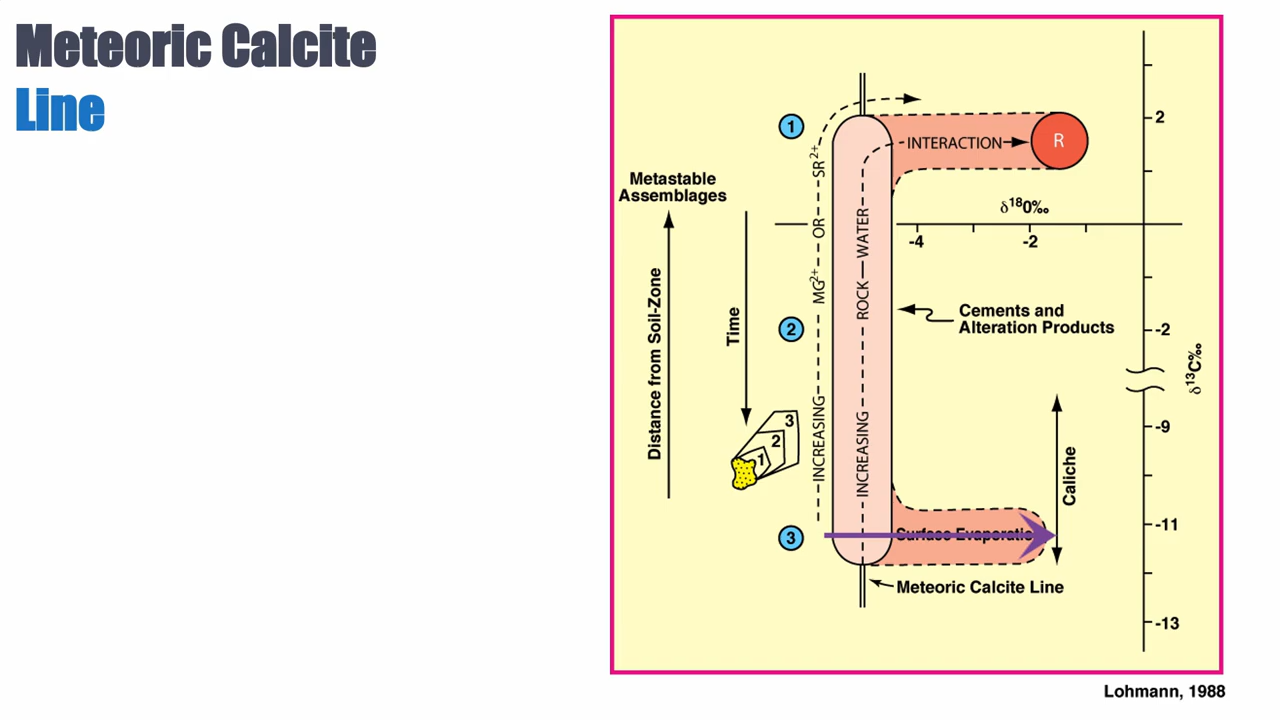 Meteoric Calcite
Line
1
INTERACTION
R
2
SR2+
Metastable
Assemblages
δ18O‰
-4
-2
OR
WATER
MG2+
ROCK
Distance from Soil-Zone
Time
2
Cements and
Alteration Products
-2
δ13C‰
INCREASING
INCREASING
3
2
1
-9
Caliche
3
Surface Evaporatio
-11
Meteoric Calcite Line
-13
Lohmann, 1988